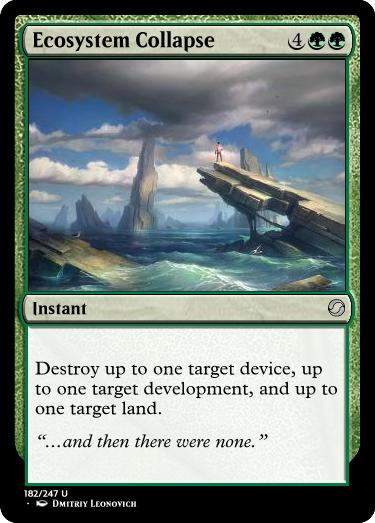 Ecosystem Collapse 4
Instant
Destroy up to one target device, up
to one target development, and up to
one target land.
“...and then there were none.”
182/247 U
· Dmitriy Leonovich